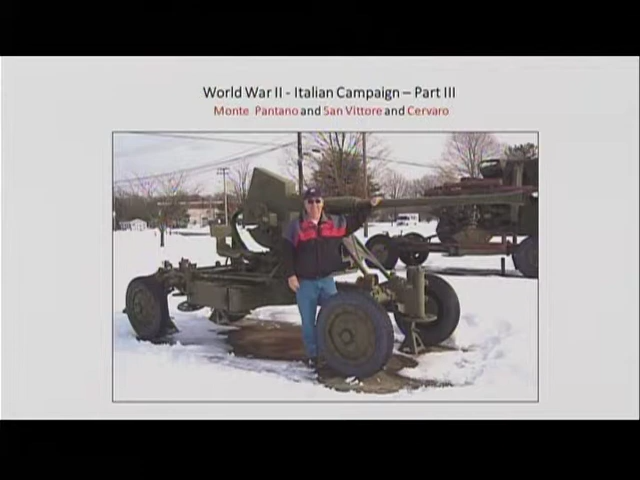 World War II - Italian Campaign – Part III
Monte Pantano and San Vittore and Cervaro